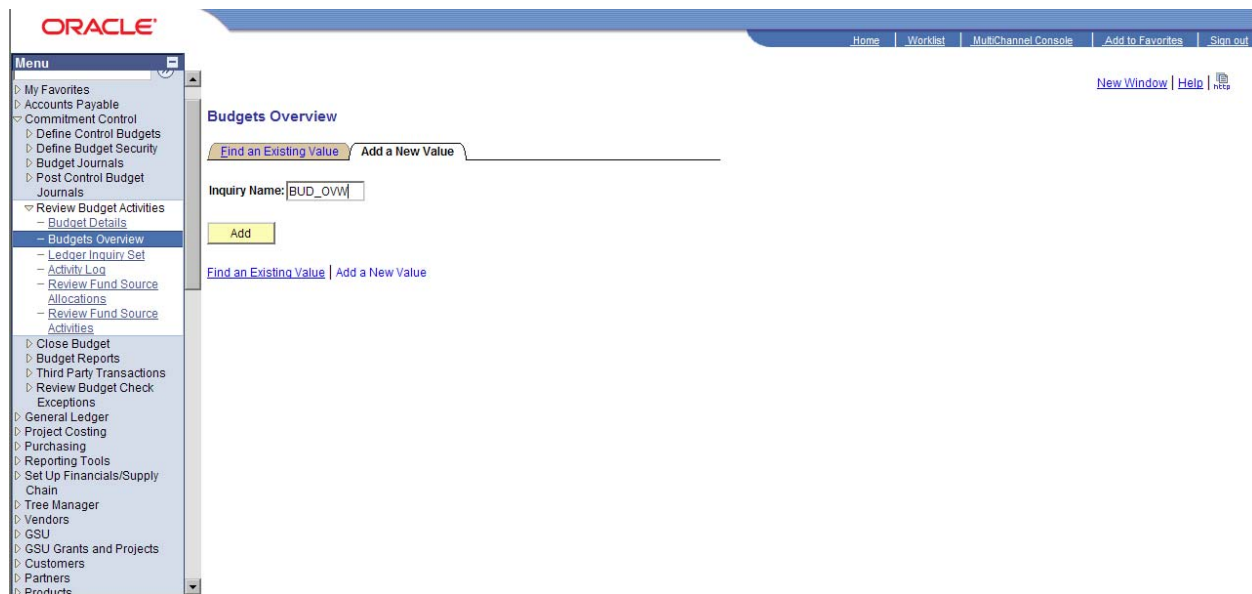 ORACLE
Home | Worklist | MultiChannel Console | Add to Favorites | Sign out
Menu
New Window | Help | http
My Favorites
Accounts Payable
Commitment Control
Define Control Budgets
Define Budget Security
Budget Journals
Post Control Budget
Journals
Review Budget Activities
– Budget Details
– Budgets Overview
– Ledger Inquiry Set
– Activity Log
– Review Fund Source
Allocations
– Review Fund Source
Activities
Close Budget
Budget Reports
Third Party Transactions
Review Budget Check
Exceptions
General Ledger
Project Costing
Purchasing
Reporting Tools
Set Up Financials/Supply
Chain
Tree Manager
Vendors
GSU
GSU Grants and Projects
Customers
Partners
Products
Budgets Overview
Find an Existing Value
Add a New Value
Inquiry Name: BUD_OVW
Add
Find an Existing Value | Add a New Value